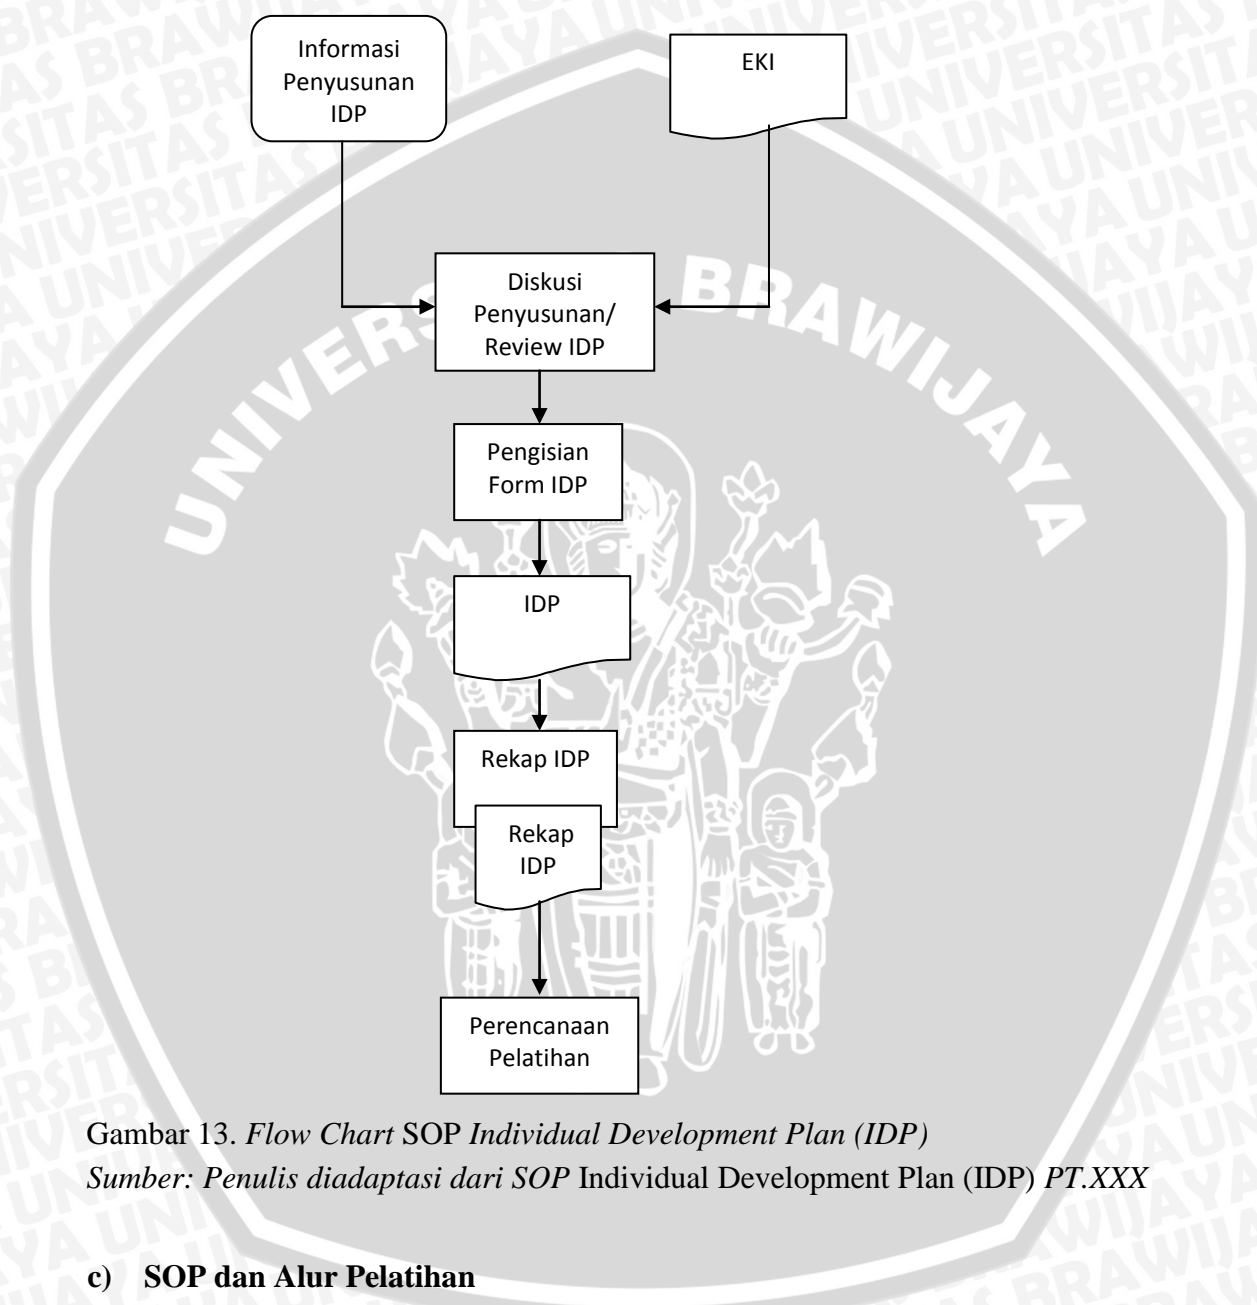 Informasi
Penyusunan
IDP
EKI
Diskusi
Penyusunan/
Review IDP
Pengisian
Form IDP
IDP
Rekap IDP
Rekap
IDP
Perencanaan
Pelatihan
Gambar 13. Flow Chart SOP Individual Development Plan (IDP)
Sumber: Penulis diadaptasi dari SOP Individual Development Plan (IDP) PT.XXX
c) SOP dan Alur Pelatihan
UNIVERS BRAWIJAYA